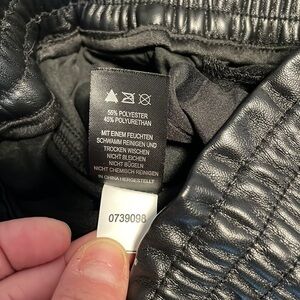 55% POLYESTER
45% POLYURETHAN
MIT EINEM FEUCHTEN
SCHWAMM REINIGEN UND
TROCKEN WISCHEN
NICHT BLEICHEN
NICHT BÜGELN
NICHT CHEMISCH REINIGEN
IN CHINA HERGESTELLT
0739098